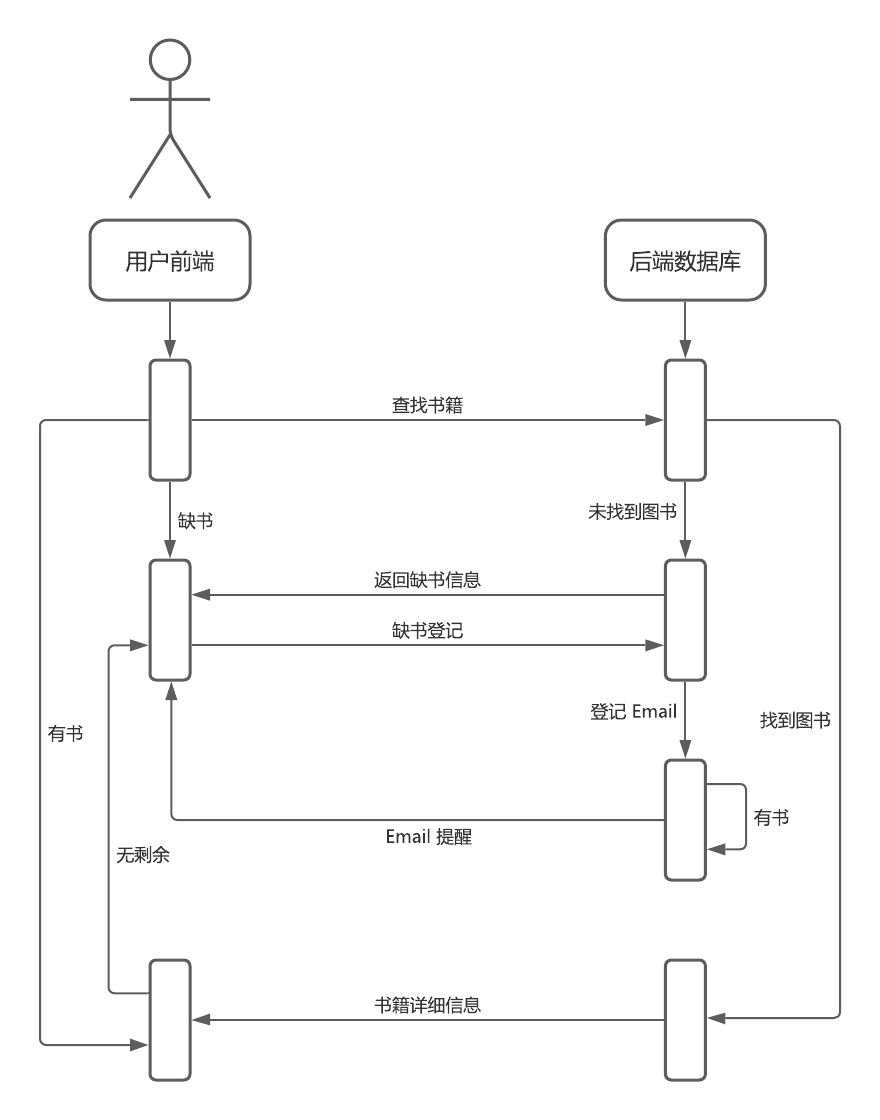 用户前端
后端数据库
查找书籍
缺书
未找到图书
返回缺书信息
缺书登记
登记 Email
找到图书
有书
有书
Email 提醒
无剩余
书籍详细信息